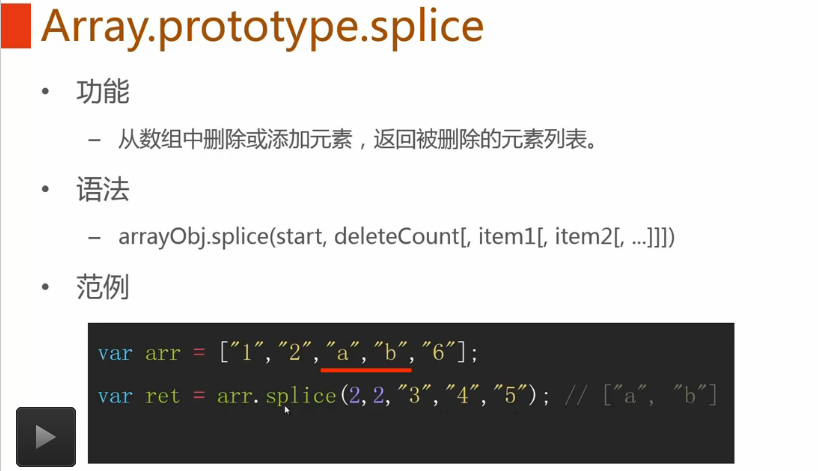 Array.prototype.splice
• 功能
– 从数组中删除或添加元素，返回被删除的元素列表。
• 语法
– arrayObj.splice(start, deleteCount[, item1[, item2[, ...]]])
• 范例
var arr = ["1","2","a","b","6"];
var ret = arr.splice(2,2,"3","4","5"); // ["a", "b"]